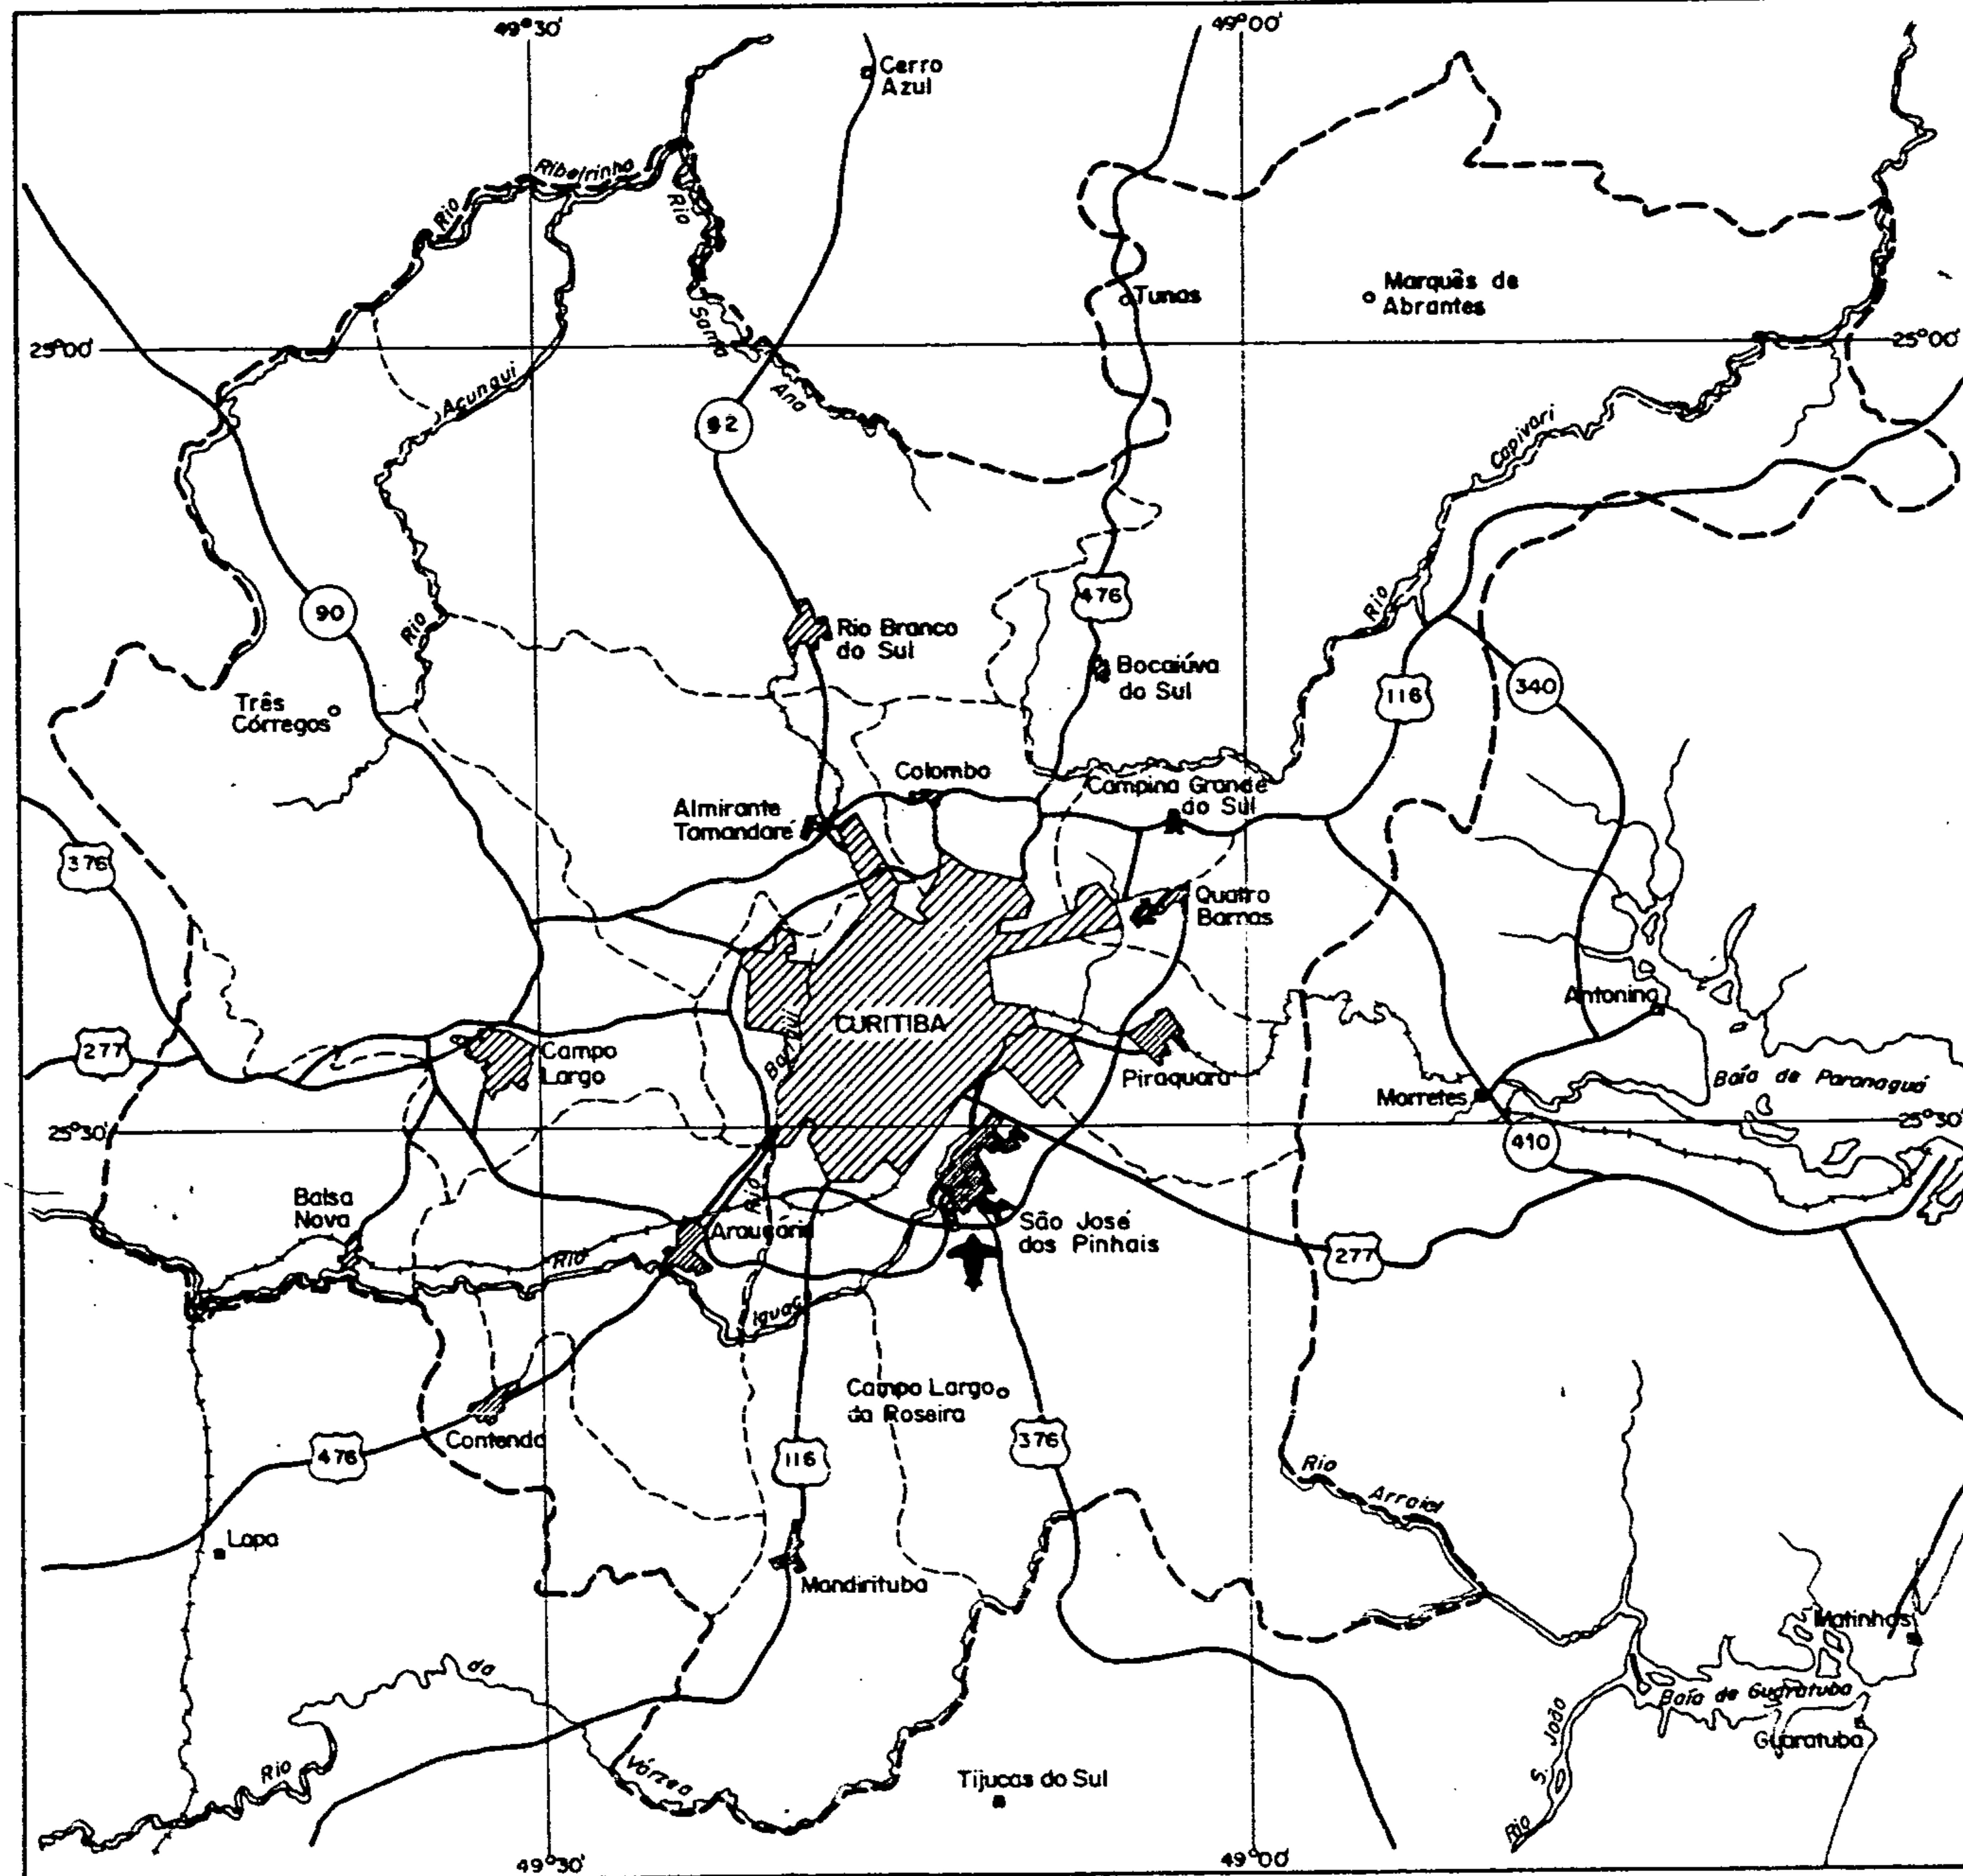 49°30'
49°00'
Cerro
Azul
Ribeirinho
Rio
Rio
Tunas
Marquês de
Abrantes
Santa
25°00'
25°00'
Açungui
Ana
92
Capivari
476
90
Rio
Rio
Rio Branco
do Sul
Bocaiúva
do Sul
116
340
Três
Córregos
Colombo
Campina Grande
do Sul
Almirante
Tamandaré
376
Quatro
Barras
Antonina
CURITIBA
277
Campo
Largo
Piraquara
Baía de Paranaguá
Morretes
25°30'
25°30'
410
Balsa
Nova
Rio
Araucária
São José
dos Pinhais
277
Rio
Campo Largo
da Roseira
376
Contenda
476
116
Rio
Arraial
Lapa
Mandirituba
Matinhos
da
Baía de Guaratuba
João
Guaratuba
Rio
Várzea
Tijucas do Sul
S.
Rio
49°30'
49°00'